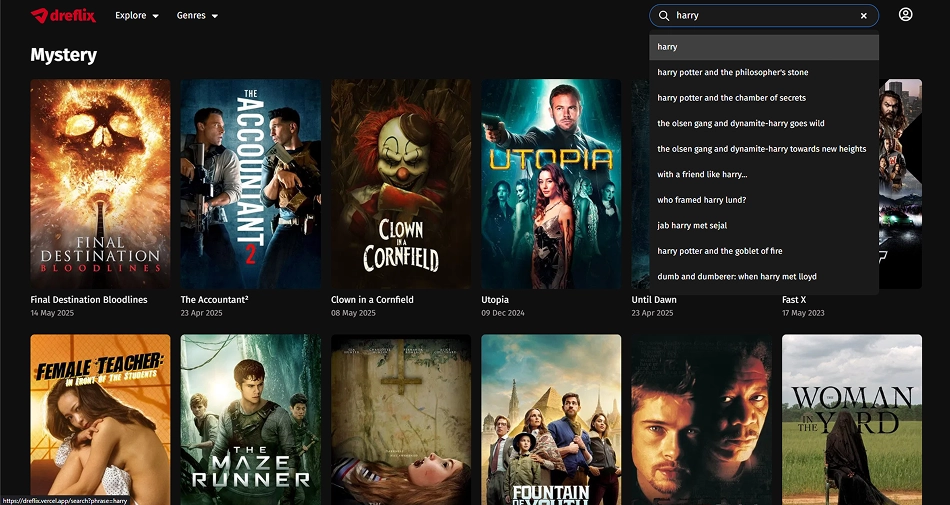 dreflix
Explore
Genres
harry
Mystery
harry
harry potter and the philosopher's stone
harry potter and the chamber of secrets
the olsen gang and dynamite-harry goes wild
the olsen gang and dynamite-harry towards new heights
with a friend like harry...
who framed harry lund?
jab harry met sejal
harry potter and the goblet of fire
dumb and dumberer: when harry met lloyd
FINAL
DESTINATION
BLOODLINES
THE
ACCOUNTANT
2
CLOWN
IN A
CORNFIELD
UTOPIA
Final Destination Bloodlines
The Accountant²
Clown in a Cornfield
Utopia
Until Dawn
Fast X
14 May 2025
23 Apr 2025
08 May 2025
09 Dec 2024
23 Apr 2025
17 May 2023
FEMALE TEACHER:
IN FRONT OF THE STUDENTS
THE
MAZE
RUNNER
THE
FOUNTAIN
OF YOUTH
THE
WOMAN
IN THE YARD
https://dreflix.vercel.app/search?phrase=harry